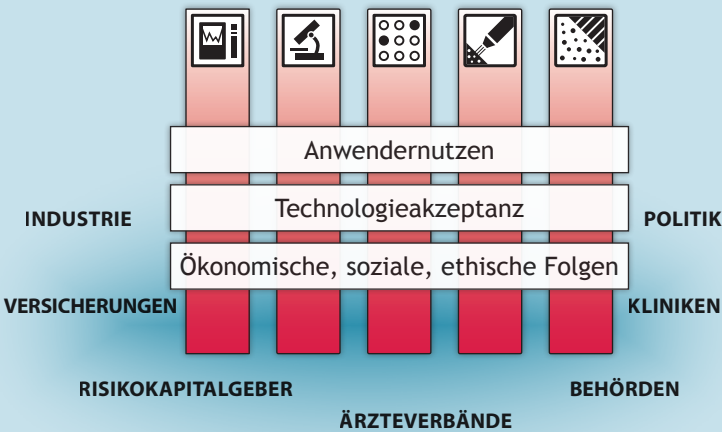 Anwendernutzen
Technologieakzeptanz
INDUSTRIE
POLITIK
Ökonomische, soziale, ethische Folgen
VERSICHERUNGEN
KLINIKEN
RISIKOKAPITALGEBER
BEHÖRDEN
ÄRZTEVERBÄNDE